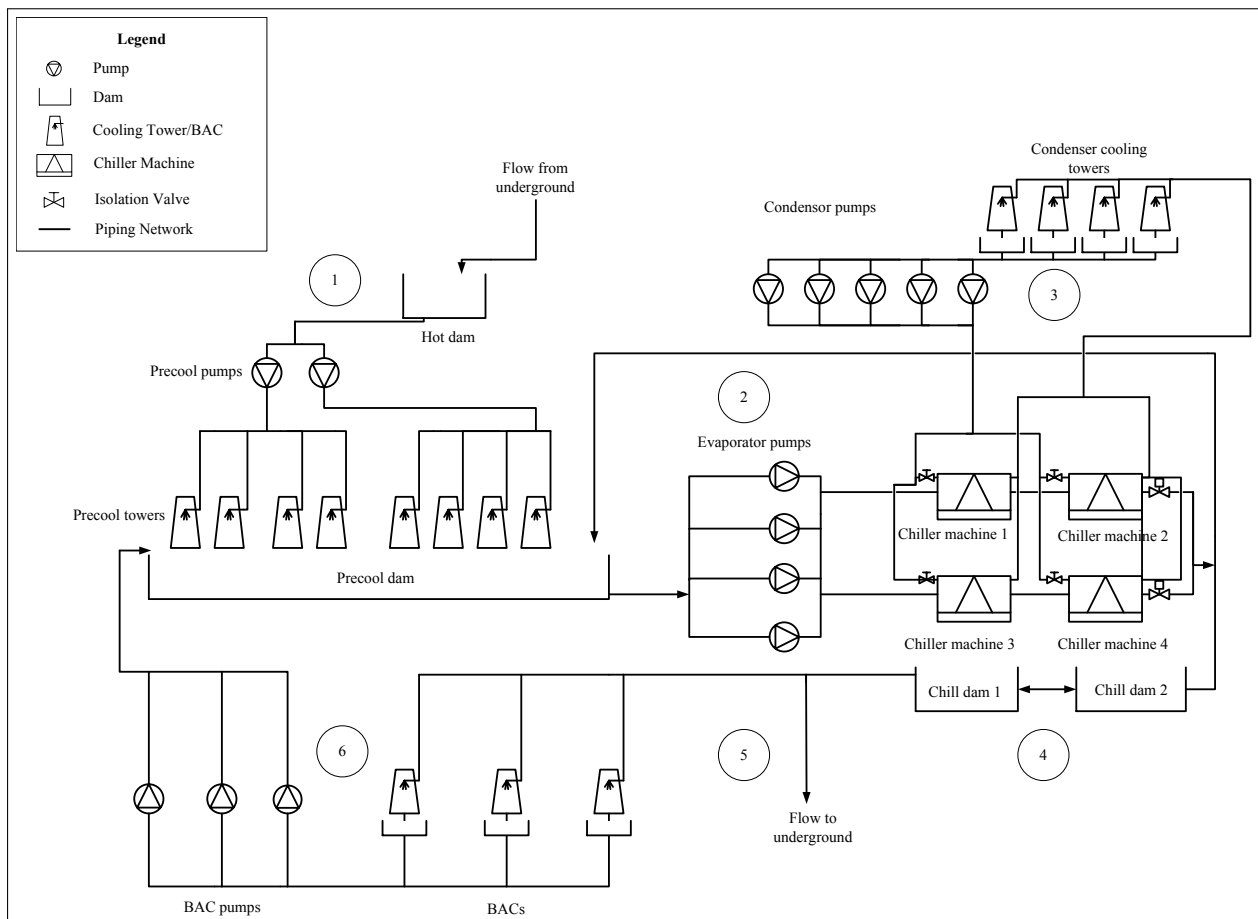 Legend
Pump
Dam
Cooling Tower/BAC
Chiller Machine
Isolation Valve
Piping Network
Flow from
underground
Condenser cooling
towers
Condensor pumps
1
3
Hot dam
Precool pumps
2
Evaporator pumps
Precool towers
Chiller machine 1
Chiller machine 2
Precool dam
Chiller machine 3
Chiller machine 4
Chill dam 1
Chill dam 2
6
5
4
Flow to
underground
BAC pumps
BACs